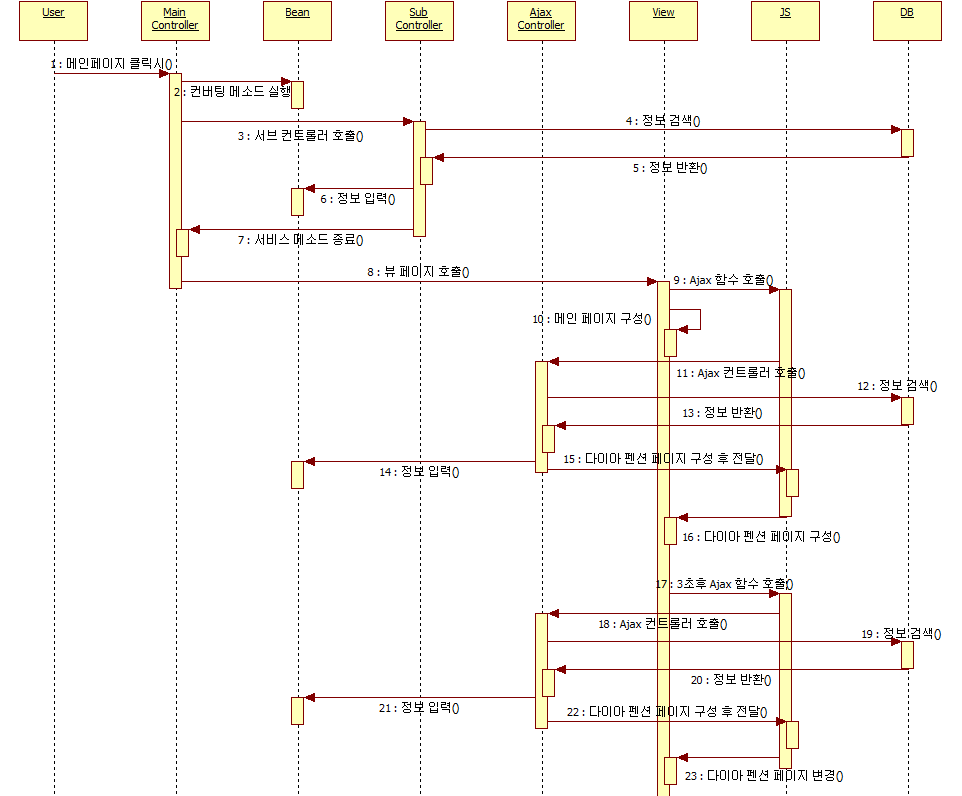 User
Main
Controller
Bean
Sub
Controller
Ajax
Controller
View
JS
DB
1 : 메인페이지 클릭시()
2 : 컨버팅 메소드 실행
3 : 서브 컨트롤러 호출()
4 : 정보 검색()
5 : 정보 반환()
6 : 정보 입력()
7 : 서비스 메소드 종료()
8 : 뷰 페이지 호출()
9 : Ajax 함수 호출()
10 : 메인 페이지 구성()
11 : Ajax 컨트롤러 호출()
12 : 정보 검색()
13 : 정보 반환()
14 : 정보 입력()
15 : 다이아 펜션 페이지 구성 후 전달()
16 : 다이아 펜션 페이지 구성()
17 : 3초후 Ajax 함수 호출()
18 : Ajax 컨트롤러 호출()
19 : 정보 검색()
20 : 정보 반환()
21 : 정보 입력()
22 : 다이아 펜션 페이지 구성 후 전달()
23 : 다이아 펜션 페이지 변경()